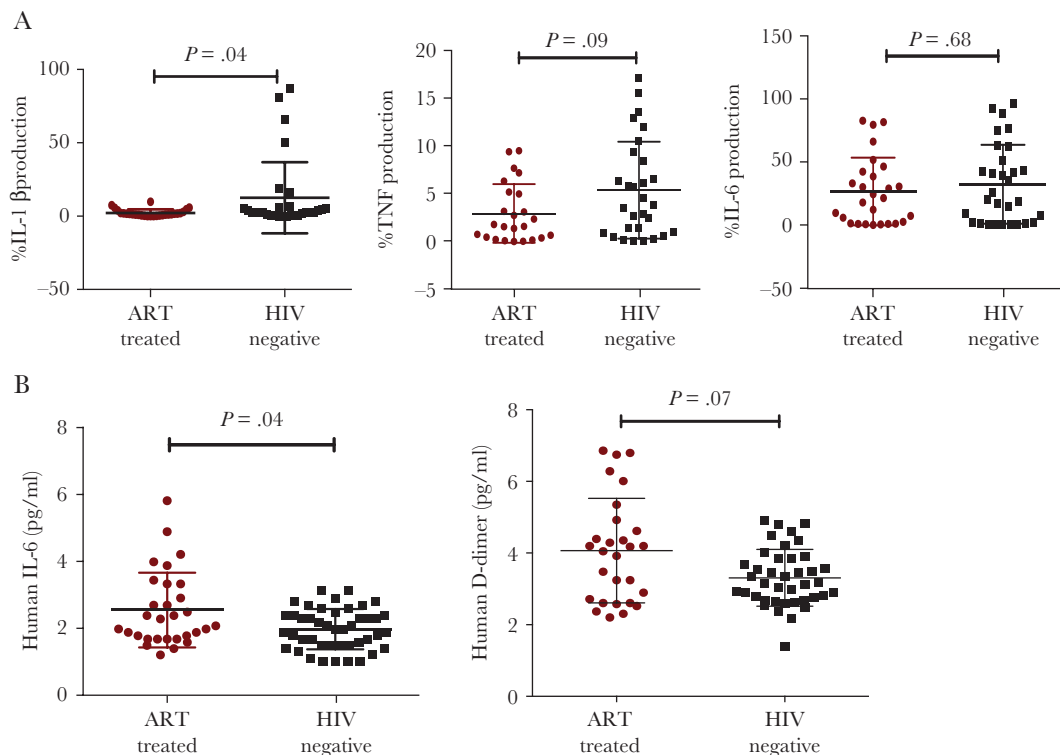 A
P = .04
%IL-1 βproduction
100
50
0
–50
ART
treated
HIV
negative
P = .09
%TNF production
20
15
10
5
0
–5
ART
treated
HIV
negative
P = .68
%IL-6 production
150
100
50
0
–50
ART
treated
HIV
negative
B
P = .04
Human IL-6 (pg/ml)
8
6
4
2
0
ART
treated
HIV
negative
P = .07
Human D-dimer (pg/ml)
8
6
4
2
0
ART
treated
HIV
negative